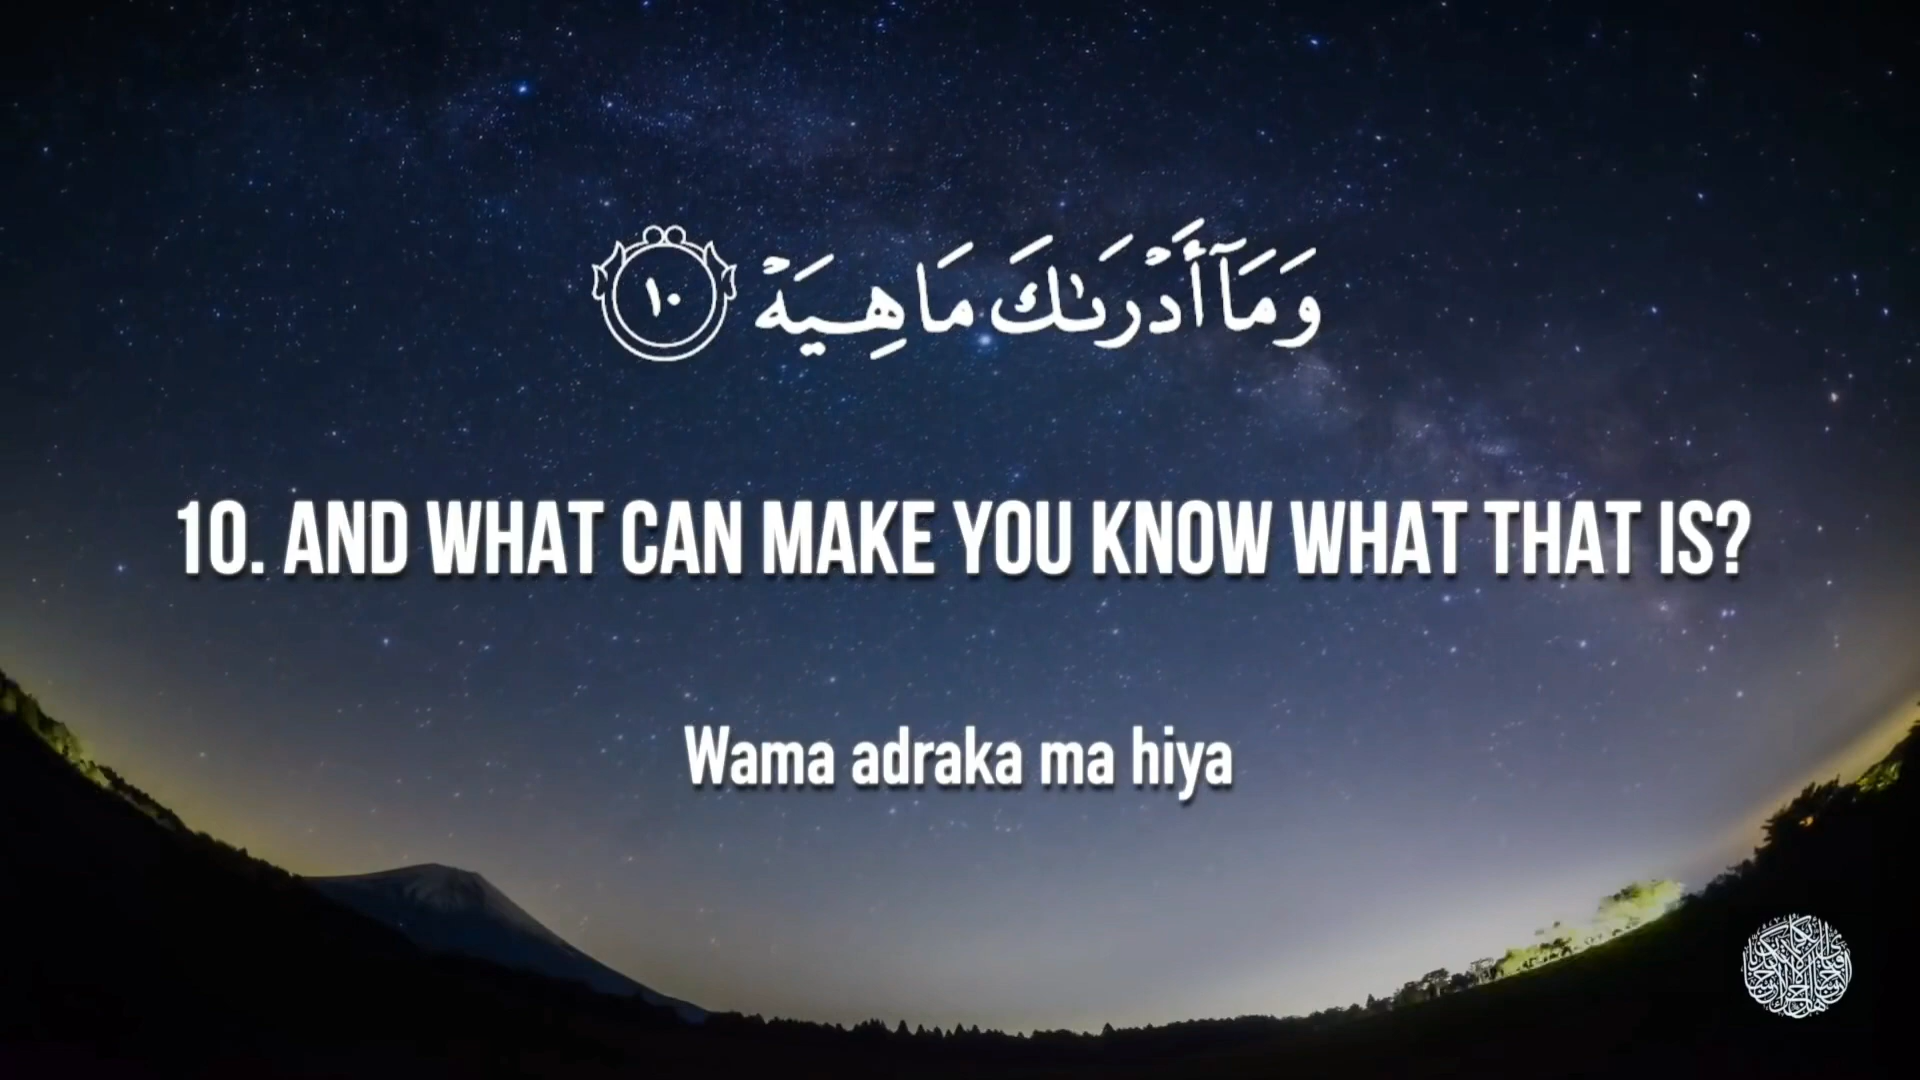 وَمَآ أَدْرَىٰكَ مَا هِيَهْ ١٠
10. AND WHAT CAN MAKE YOU KNOW WHAT THAT IS?
Wama adraka ma hiya